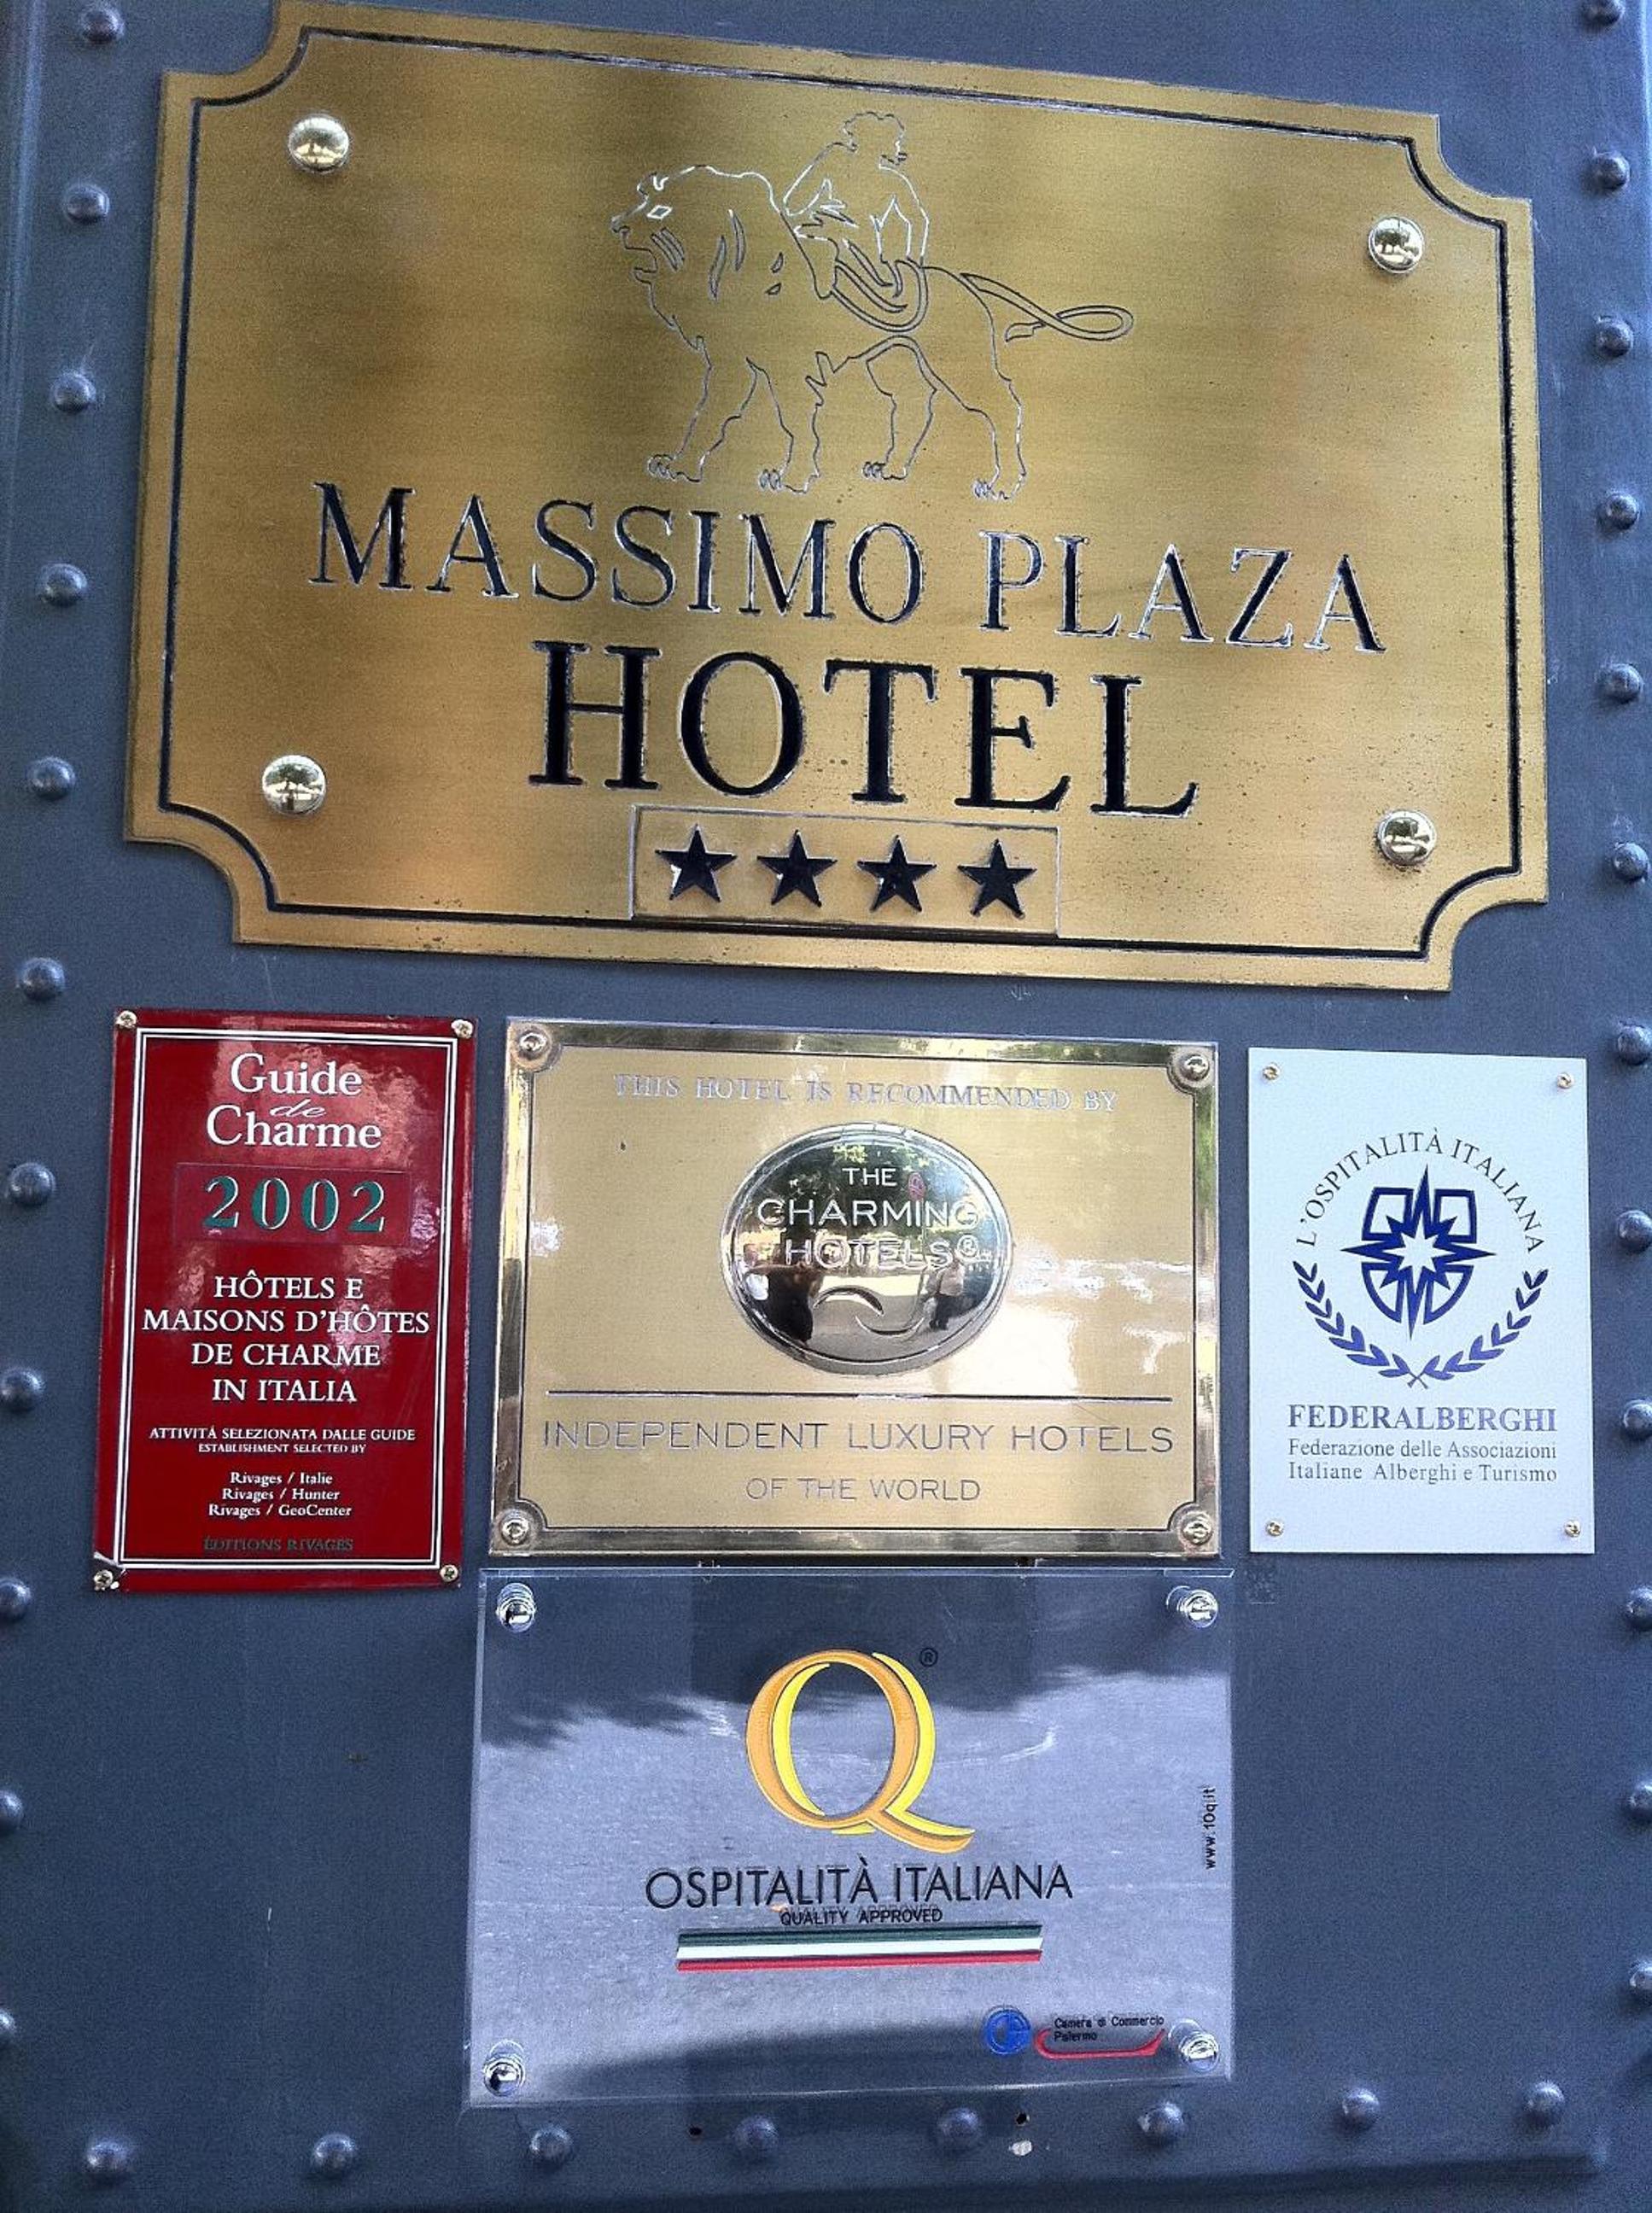 MASSIMO PLAZA
HOTEL
Guide
de
Charme
2002
HÔTELS E
MAISONS D'HÔTES
DE CHARME
IN ITALIA
ATTIVITÁ SELEZIONATA DALLE GUIDE
ESTABLISHMENT SELECTED BY
Rivages / Italie
Rivages / Hunter
Rivages / GeoCenter
ÉDITIONS RIVAGES
THIS HOTEL IS RECOMMENDED BY
THE
CHARMING
HOTELS®
INDEPENDENT LUXURY HOTELS
OF THE WORLD
L'OSPITALITÀ ITALIANA
FEDERALBERGHI
Federazione delle Associazioni
Italiane Alberghi e Turismo
Q®
OSPITALITÀ ITALIANA
QUALITY APPROVED
www.10q.it
Camera di Commercio
Palermo